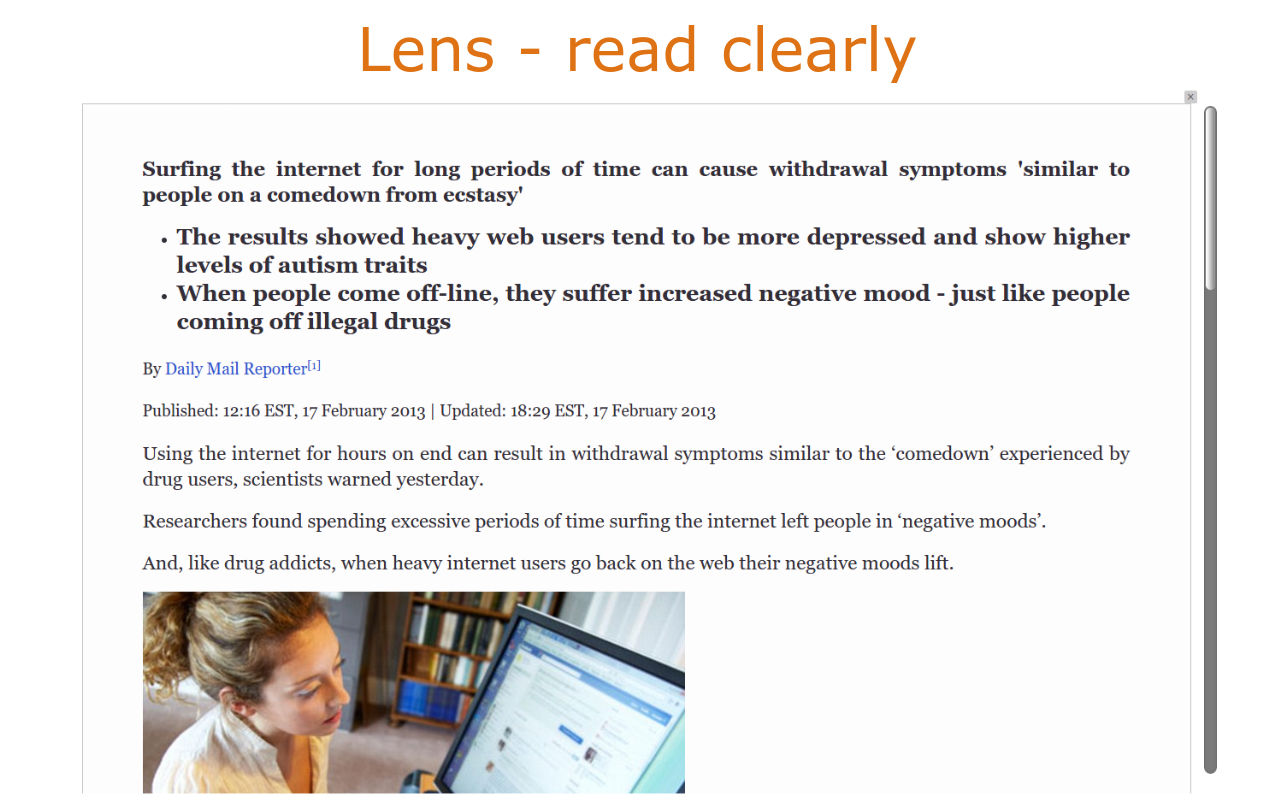 Lens - read clearly
Surfing the internet for long periods of time can cause withdrawal symptoms 'similar to
people on a comedown from ecstasy'
• The results showed heavy web users tend to be more depressed and show higher
levels of autism traits
• When people come off-line, they suffer increased negative mood - just like people
coming off illegal drugs
By Daily Mail Reporter[1]
Published: 12:16 EST, 17 February 2013 | Updated: 18:29 EST, 17 February 2013
Using the internet for hours on end can result in withdrawal symptoms similar to the ‘comedown’ experienced by
drug users, scientists warned yesterday.
Researchers found spending excessive periods of time surfing the internet left people in ‘negative moods’.
And, like drug addicts, when heavy internet users go back on the web their negative moods lift.